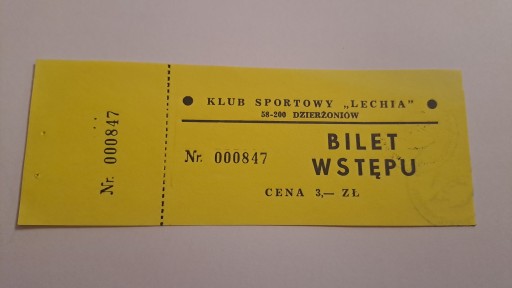 Nr. 000847
● KLUB SPORTOWY „LECHIA" ●
58-200 DZIERŻONIÓW
Nr. 000847
BILET
WSTĘPU
CENA 3,— ZŁ